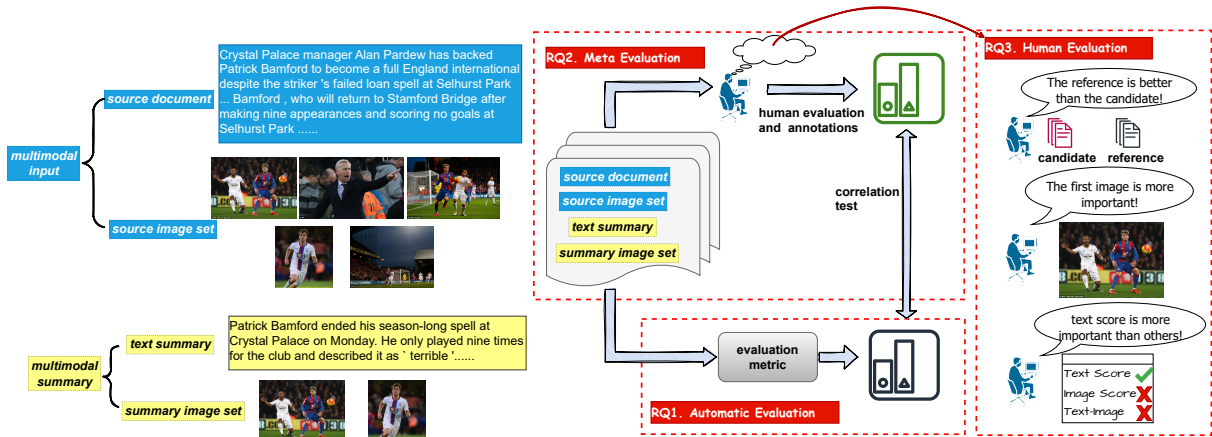 multimodal
input
source document
Crystal Palace manager Alan Pardew has backed
Patrick Bamford to become a full England international
despite the striker 's failed loan spell at Selhurst Park
... Bamford , who will return to Stamford Bridge after
making nine appearances and scoring no goals at
Selhurst Park ......
source image set
multimodal
summary
text summary
Patrick Bamford ended his season-long spell at
Crystal Palace on Monday. He only played nine times
for the club and described it as ` terrible '......
summary image set
RQ2. Meta Evaluation
human evaluation
and annotations
source document
source image set
text summary
summary image set
correlation
test
evaluation
metric
RQ1. Automatic Evaluation
RQ3. Human Evaluation
The reference is better
than the candidate!
candidate
reference
The first image is more
important!
text score is more
important than others!
Text Score
Image Score
Text-Image